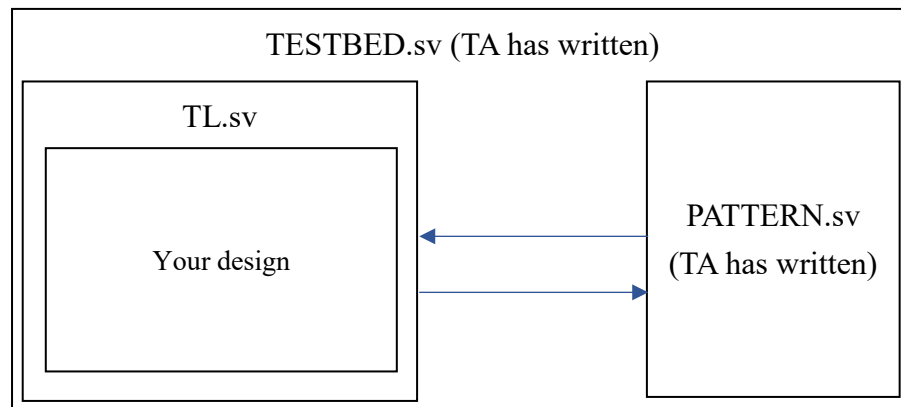 TESTBED.sv (TA has written)
TL.sv
Your design
PATTERN.sv
(TA has written)